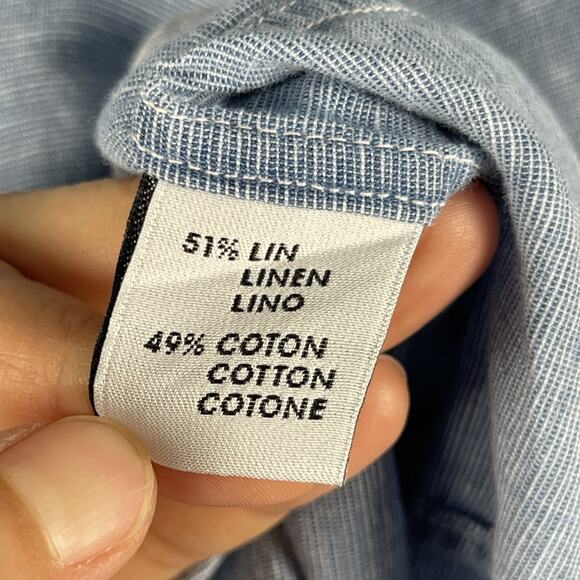 51% LIN
LINEN
LINO
49% COTON
COTTON
COTONE